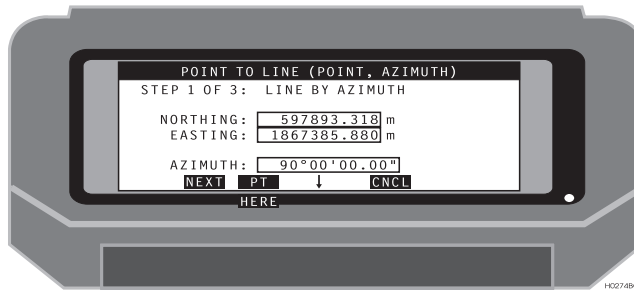 POINT TO LINE (POINT, AZIMUTH)
STEP 1 OF 3: LINE BY AZIMUTH
NORTHING: 597893.318 m
EASTING: 1867385.880 m
AZIMUTH: 90°00'00.00"
NEXT PT ↓ CNCL
HERE